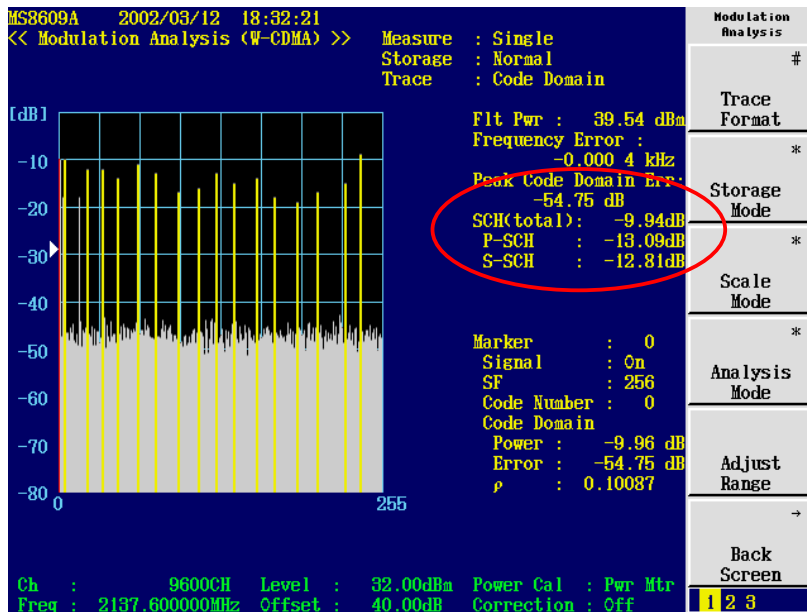 MS8609A 2002/03/12 18:32:21
<< Modulation Analysis (W-CDMA) >>
Measure : Single
Storage : Normal
Trace : Code Domain
[dB]
-10
-20
-30
-40
-50
-60
-70
-80
0
255
Flt Pwr : 39.54 dBm
Frequency Error :
-0.000 4 kHz
Peak Code Domain Err:
-54.75 dB
SCH(total): -9.94dB
P-SCH : -13.09dB
S-SCH : -12.81dB
Marker : 0
Signal : On
SF : 256
Code Number : 0
Code Domain
Power : -9.96 dB
Error : -54.75 dB
ρ : 0.10087
Ch : 9600CH Level : 32.00dBm Power Cal : Pwr Mtr
Freq : 2137.600000MHz Offset : 40.00dB Correction : Off
Modulation
Analysis
#
Trace
Format
*
Storage
Mode
*
Scale
Mode
*
Analysis
Mode
Adjust
Range
→
Back
Screen
1 2 3